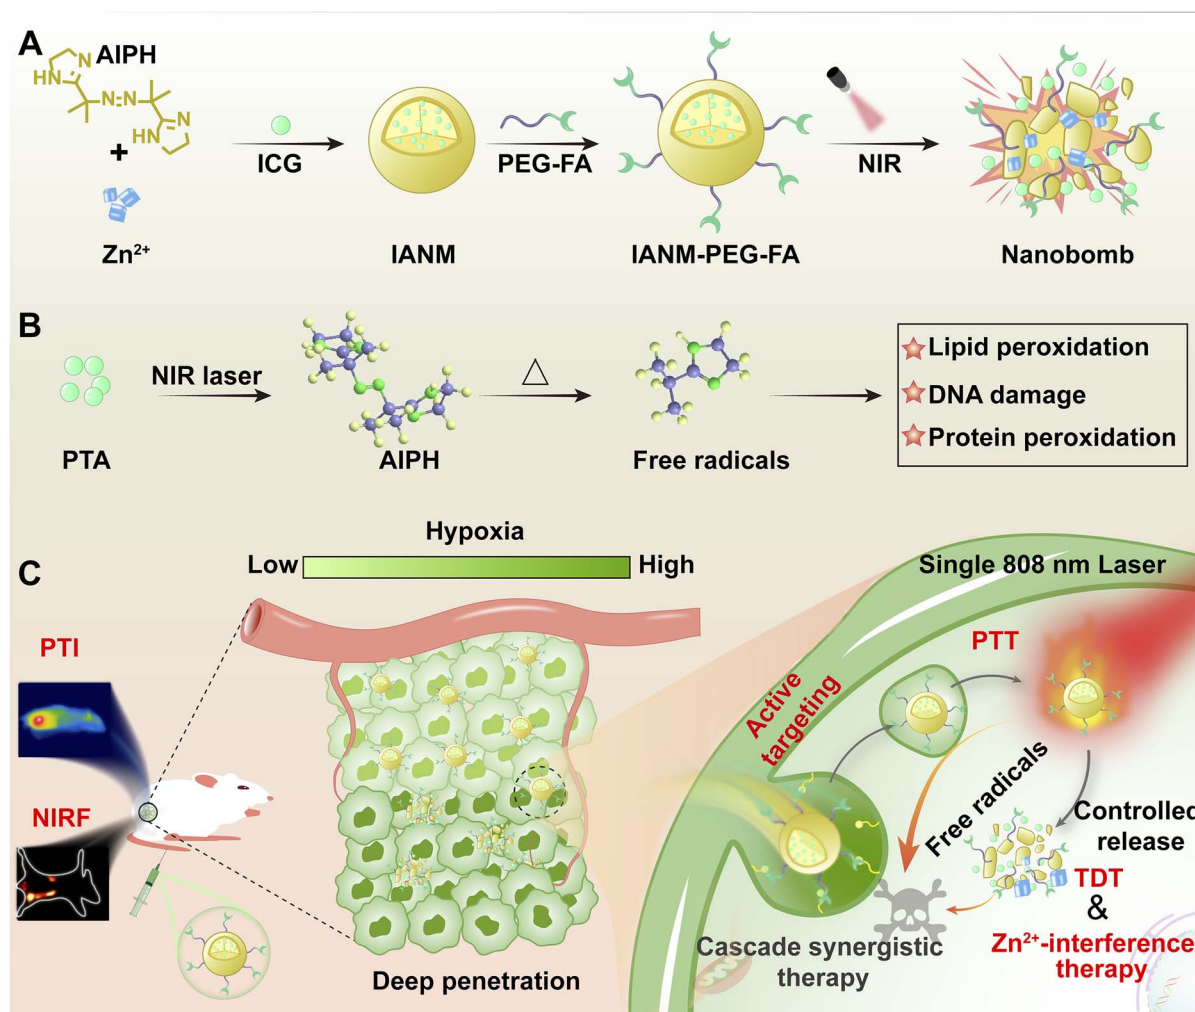 A
AIPH
N
HN
N=N
N
HN
+
Zn²⁺
ICG
IANM
PEG-FA
IANM-PEG-FA
NIR
Nanobomb
B
PTA
NIR laser
AIPH
△
Free radicals
Lipid peroxidation
DNA damage
Protein peroxidation
C
Hypoxia
Low
High
PTI
NIRF
Deep penetration
Single 808 nm Laser
PTT
Active
targeting
Free radicals
Controlled
release
TDT
&
Zn²⁺-interference
therapy
Cascade synergistic
therapy